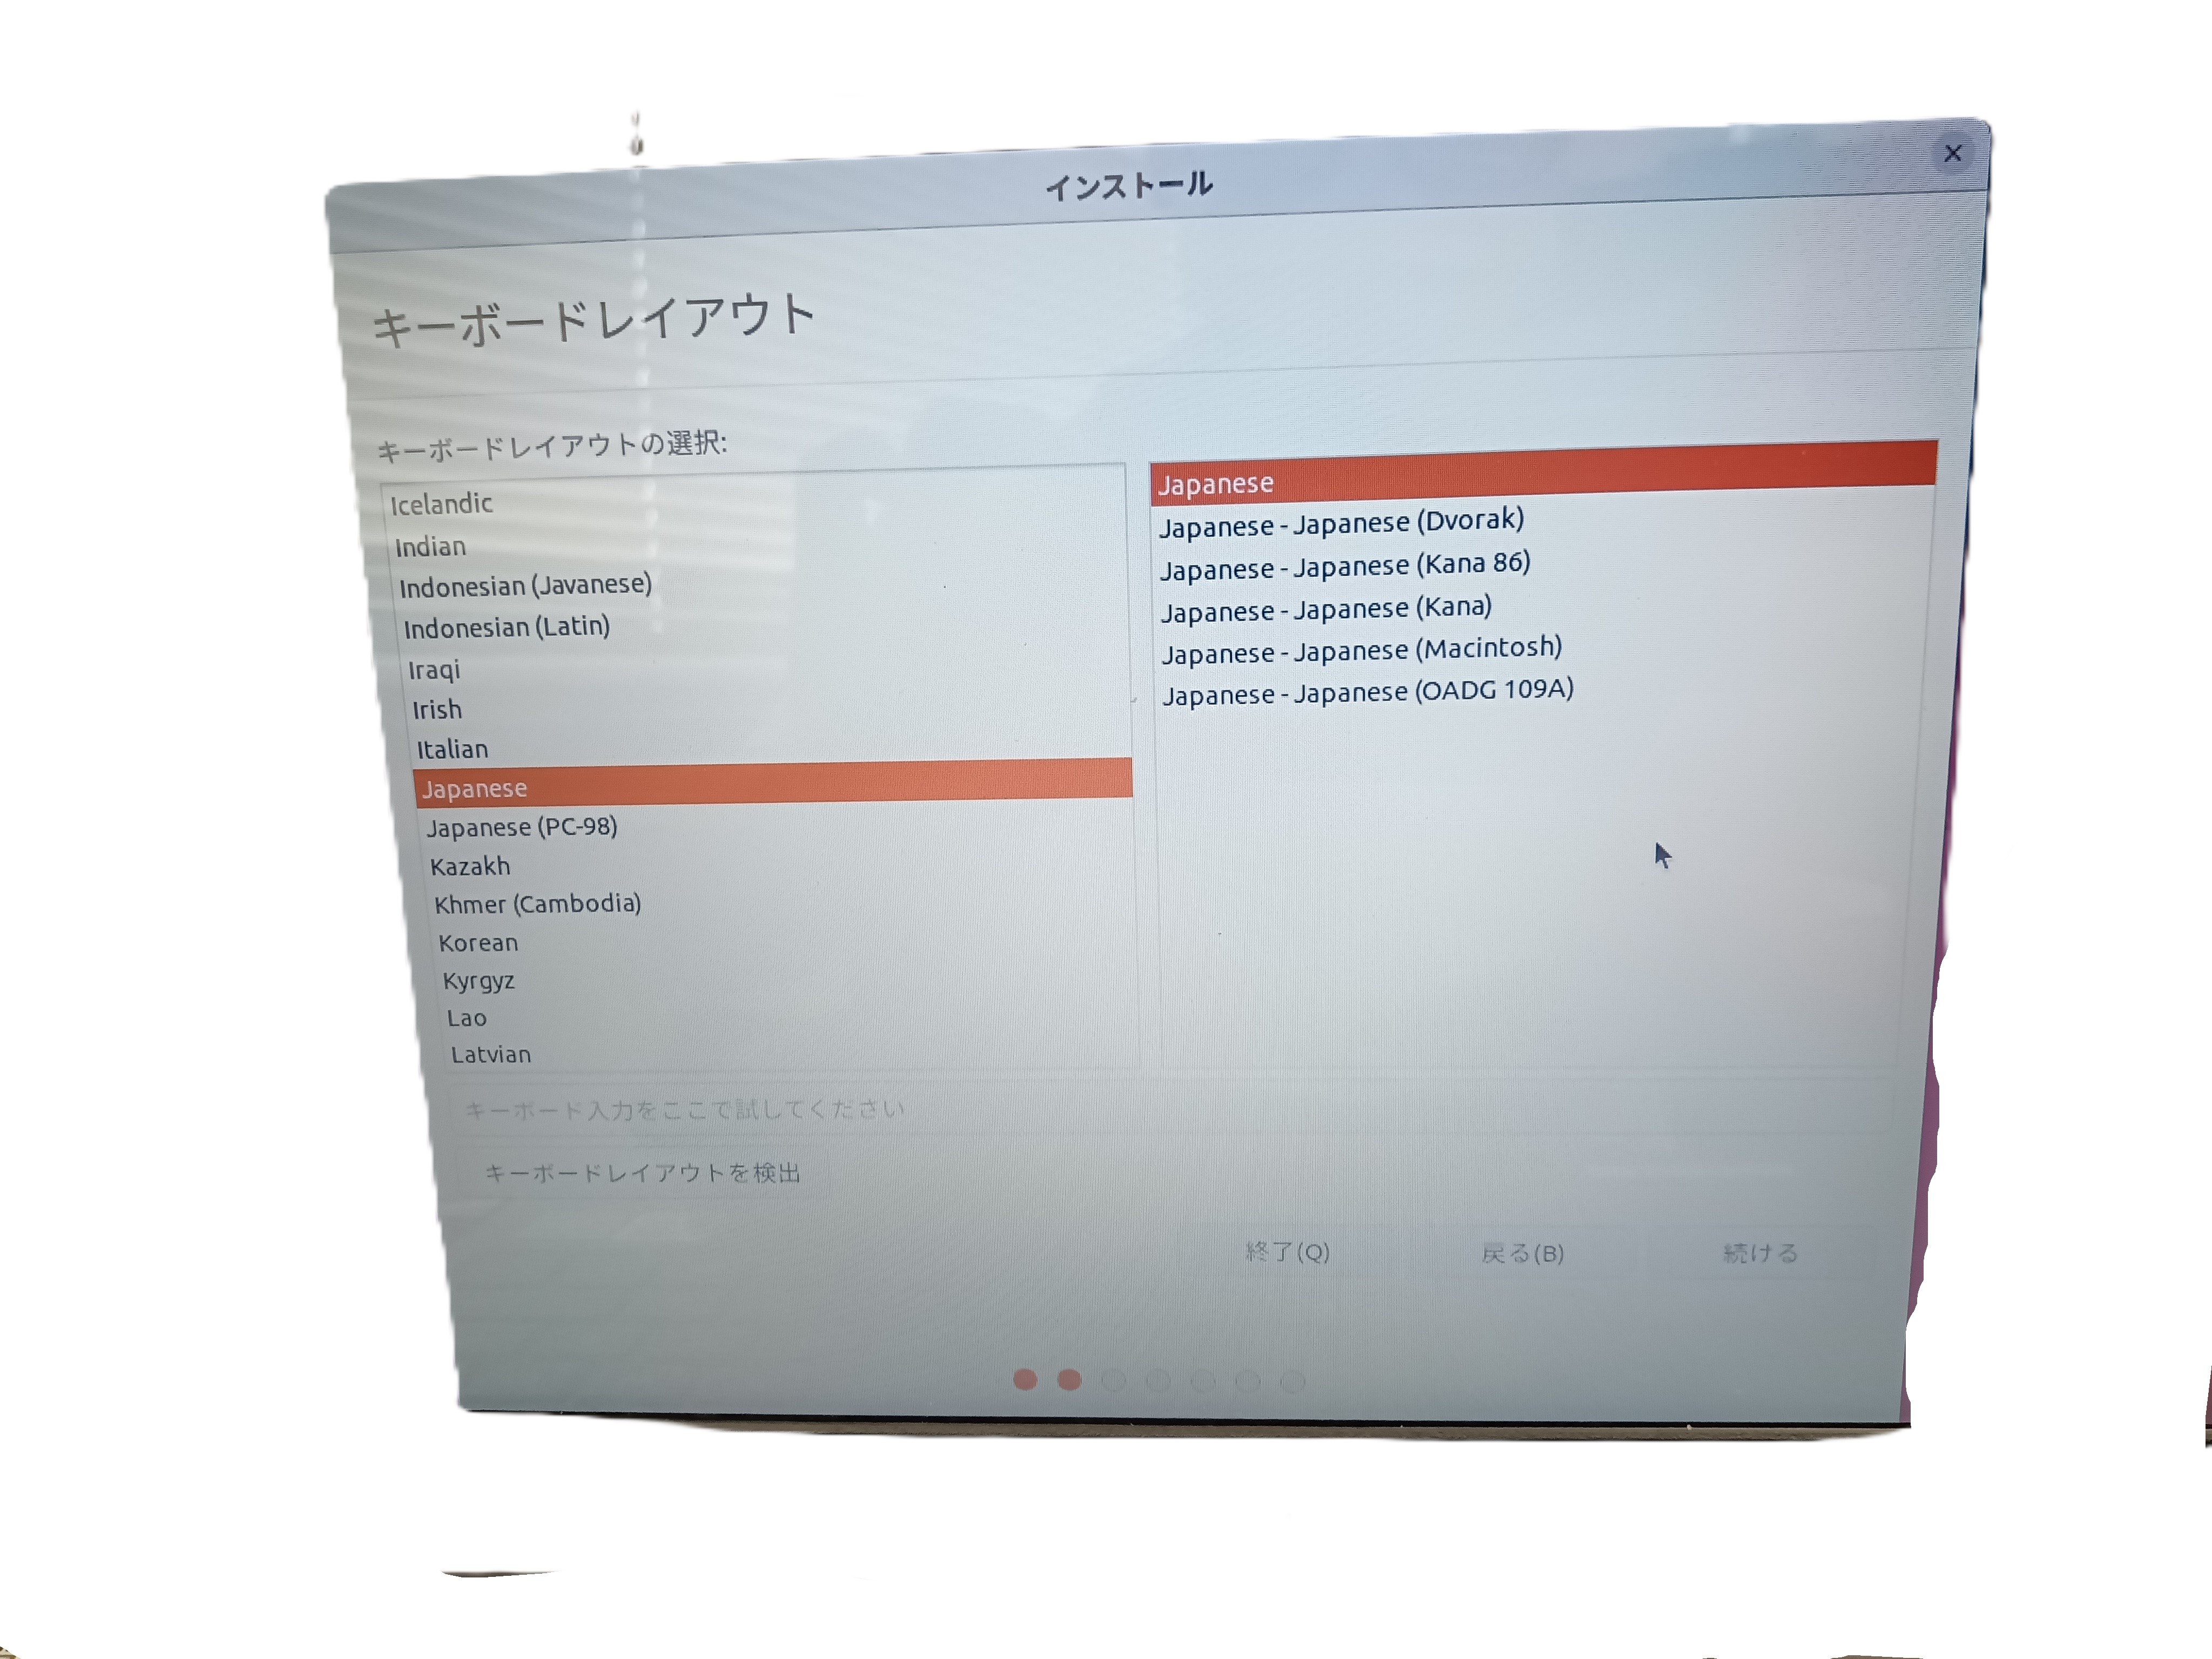 インストール
キーボードレイアウト
キーボードレイアウトの選択:
Icelandic
Indian
Indonesian (Javanese)
Indonesian (Latin)
Iraqi
Irish
Italian
Japanese
Japanese (PC-98)
Kazakh
Khmer (Cambodia)
Korean
Kyrgyz
Lao
Latvian
Japanese
Japanese - Japanese (Dvorak)
Japanese - Japanese (Kana 86)
Japanese - Japanese (Kana)
Japanese - Japanese (Macintosh)
Japanese - Japanese (OADG 109A)
キーボード入力をここで試してください
キーボードレイアウトを検出
終了(Q)
戻る(B)
続ける